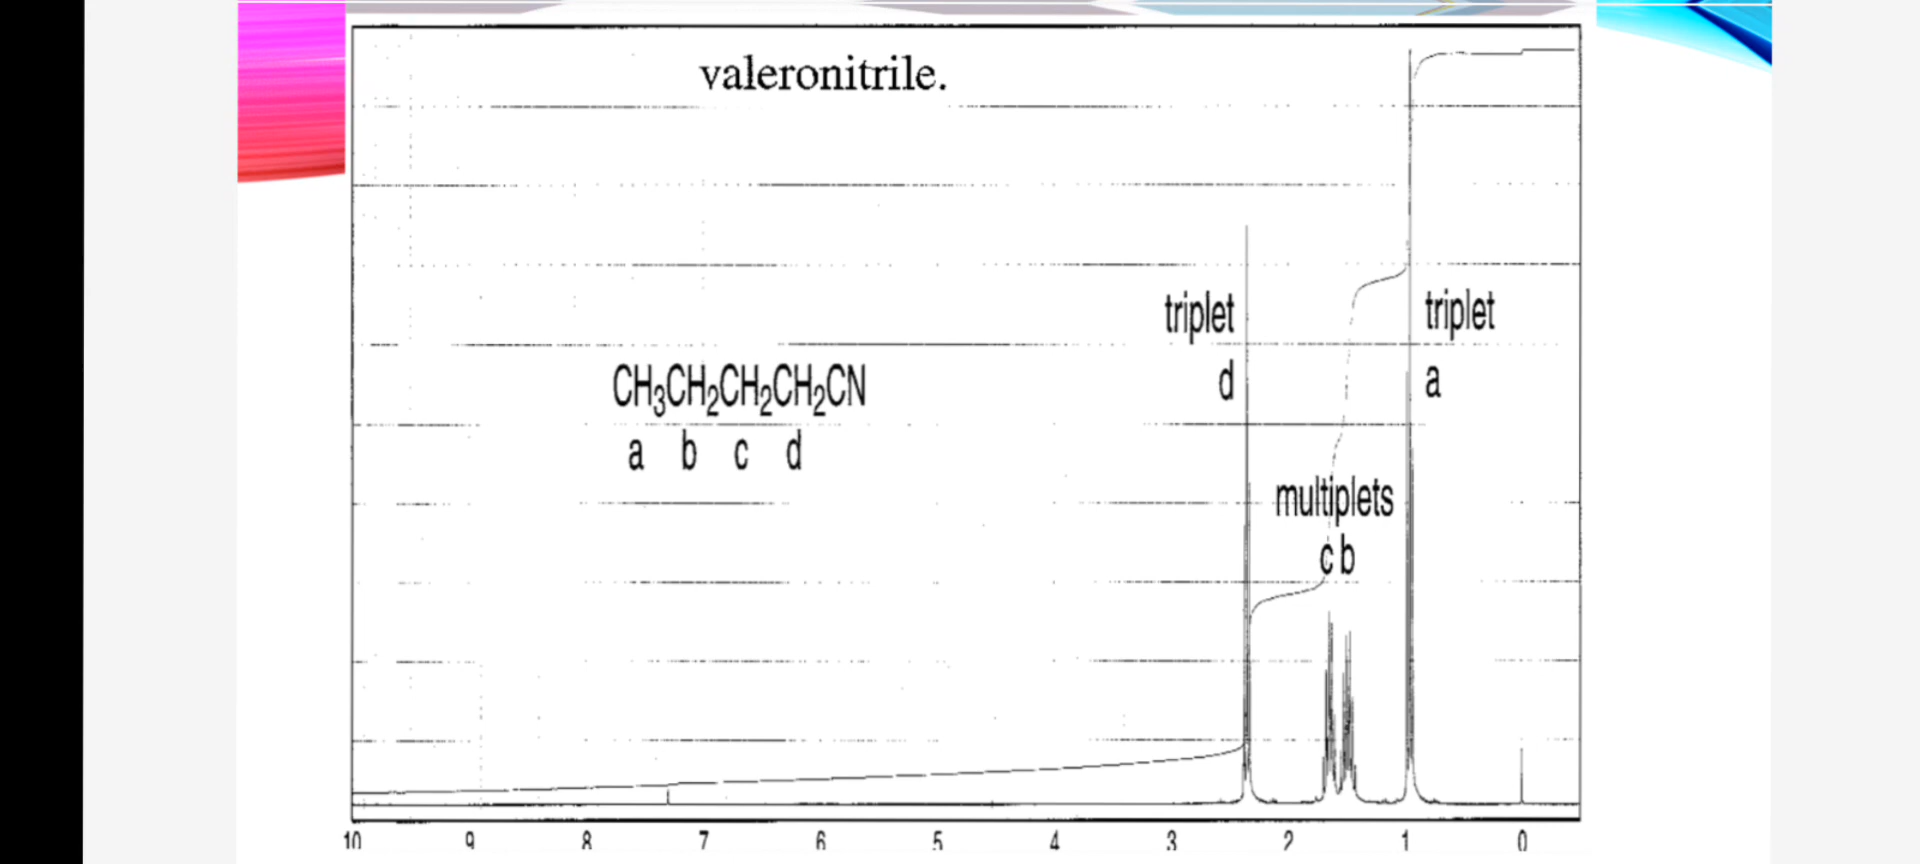 valeronitrile.
triplet
triplet
d
a
CH₃CH₂CH₂CH₂CN
a b c d
multiplets
c b
10 9 8 7 6 5 4 3 2 1 0